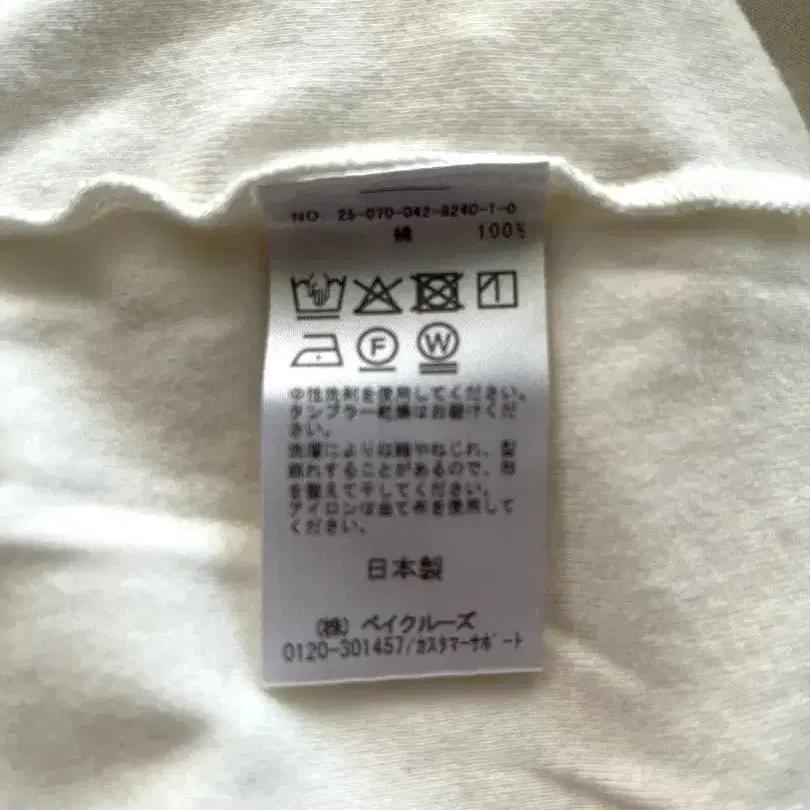 NO. 25-070-042-8240-1-0
綿 100%
F W
中性洗剤を使用してください。
タンブラー乾燥はお避けくだ
さい。
洗濯により収縮やねじれ、型
崩れすることがあるので、形
を整えて干してください。
アイロンは当て布を使用して
ください。
日本製
(株) ベイクルーズ
0120-301457/カスタマーサポート